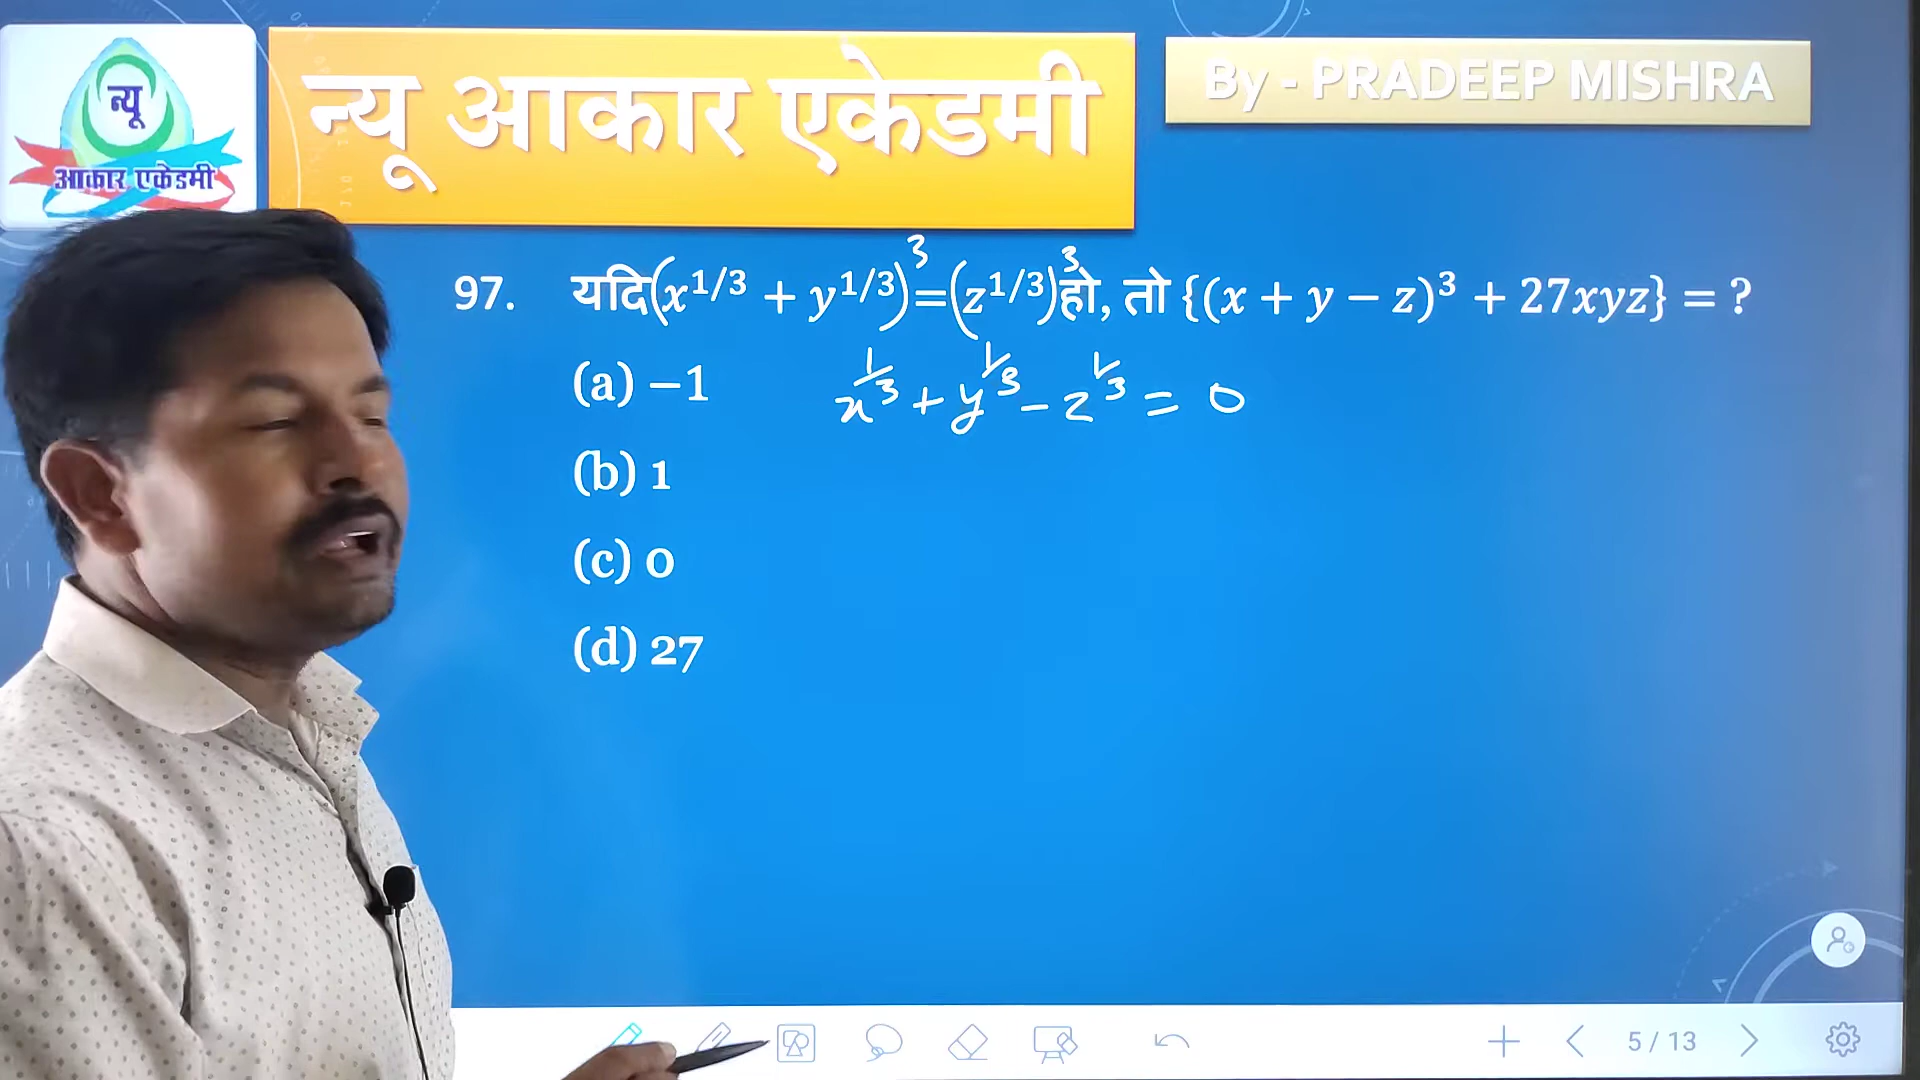 न्यू
आकार एकेडमी
न्यू आकार एकेडमी
By - PRADEEP MISHRA
97. यदि (x^{1/3} + y^{1/3})^3 = (z^{1/3})^3 हो, तो {(x + y − z)³ + 27xyz} = ?
(a) −1
x^{1/3} + y^{1/3} − z^{1/3} = 0
(b) 1
(c) 0
(d) 27
5 / 13